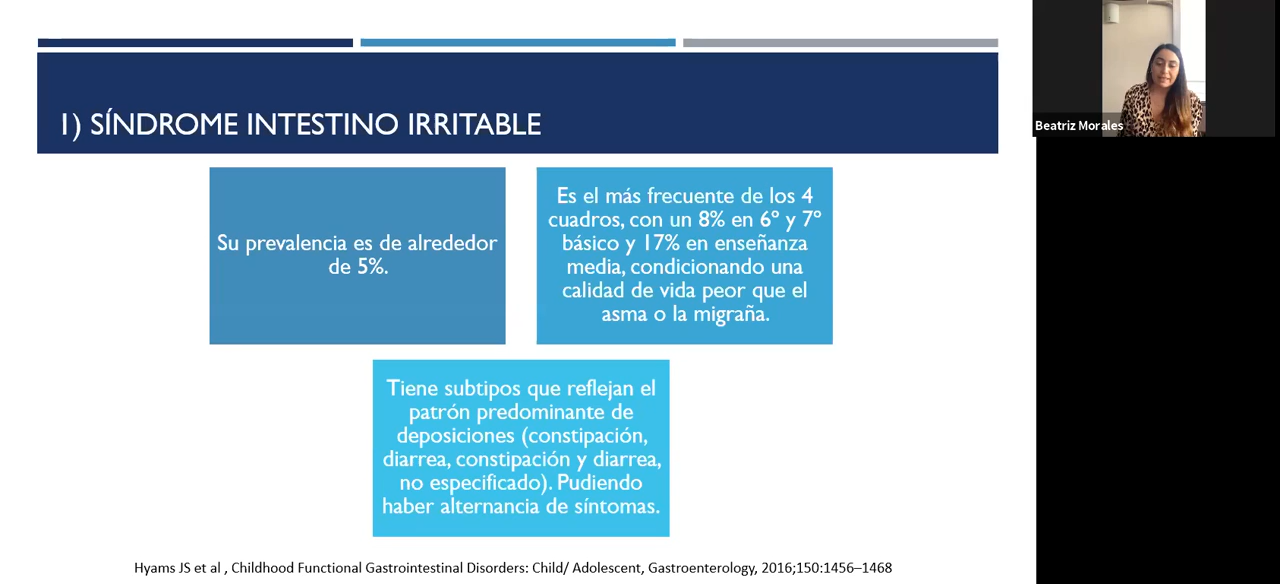 1) SÍNDROME INTESTINO IRRITABLE
Su prevalencia es de alrededor
de 5%.
Es el más frecuente de los 4
cuadros, con un 8% en 6º y 7º
básico y 17% en enseñanza
media, condicionando una
calidad de vida peor que el
asma o la migraña.
Tiene subtipos que reflejan el
patrón predominante de
deposiciones (constipación,
diarrea, constipación y diarrea,
no especificado). Pudiendo
haber alternancia de síntomas.
Hyams JS et al , Childhood Functional Gastrointestinal Disorders: Child/ Adolescent, Gastroenterology, 2016;150:1456–1468
Beatriz Morales